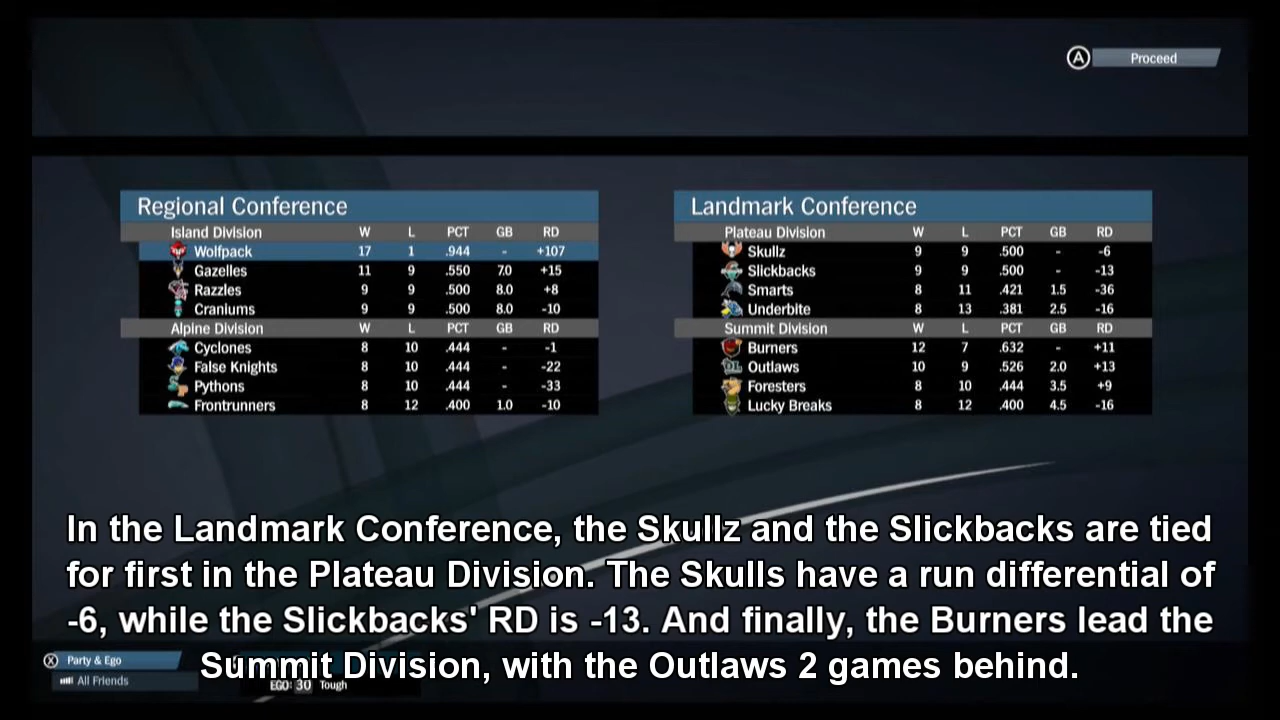 Ⓐ Proceed
Regional Conference
Island Division W L PCT GB RD
Wolfpack 17 1 .944 - +107
Gazelles 11 9 .550 7.0 +15
Razzles 9 9 .500 8.0 +8
Craniums 9 9 .500 8.0 -10
Alpine Division W L PCT GB RD
Cyclones 8 10 .444 - -1
False Knights 8 10 .444 - -22
Pythons 8 10 .444 - -33
Frontrunners 8 12 .400 1.0 -10
Landmark Conference
Plateau Division W L PCT GB RD
Skullz 9 9 .500 - -6
Slickbacks 9 9 .500 - -13
Smarts 8 11 .421 1.5 -36
Underbite 8 13 .381 2.5 -16
Summit Division W L PCT GB RD
Burners 12 7 .632 - +11
Outlaws 10 9 .526 2.0 +13
Foresters 8 10 .444 3.5 +9
Lucky Breaks 8 12 .400 4.5 -16
In the Landmark Conference, the Skullz and the Slickbacks are tied
for first in the Plateau Division. The Skulls have a run differential of
-6, while the Slickbacks' RD is -13. And finally, the Burners lead the
Summit Division, with the Outlaws 2 games behind.
Ⓧ Party & Ego
All Friends
EGO: 30 Tough